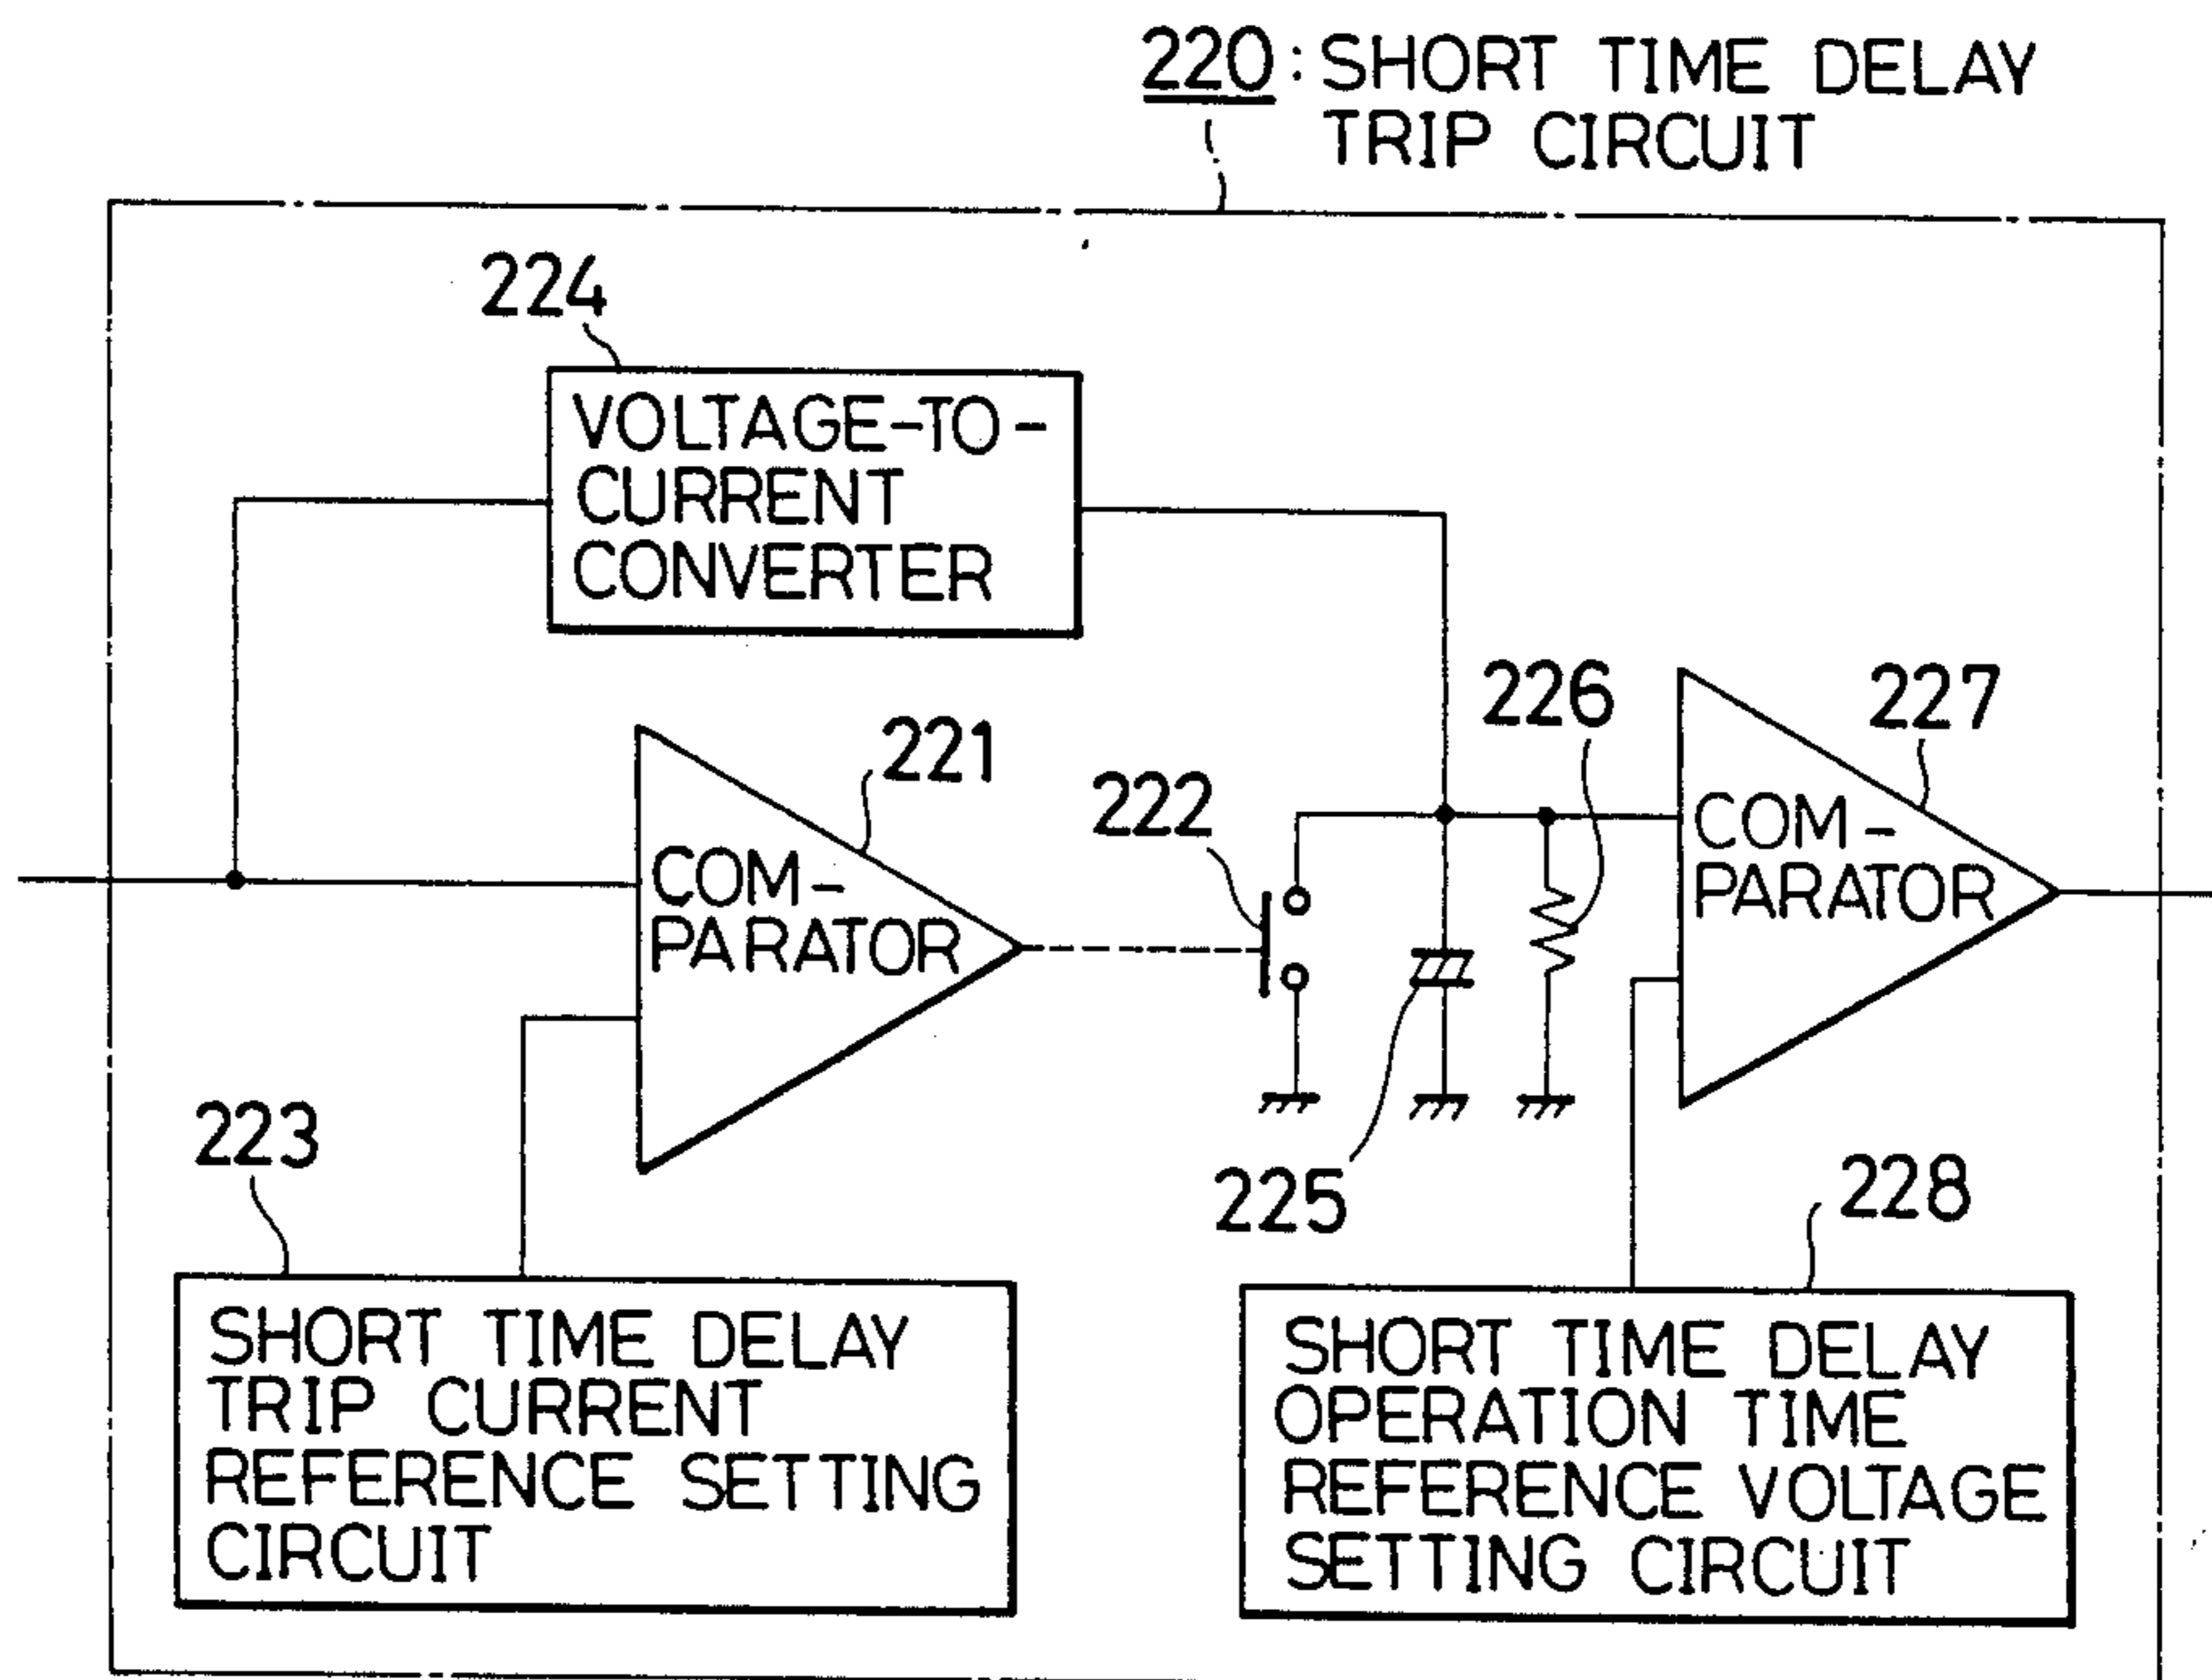 220: SHORT TIME DELAY
TRIP CIRCUIT
224
VOLTAGE-TO-
CURRENT
CONVERTER
221
COM-
PARATOR
222
226
227
COM-
PARATOR
223
225
228
SHORT TIME DELAY
TRIP CURRENT
REFERENCE SETTING
CIRCUIT
SHORT TIME DELAY
OPERATION TIME
REFERENCE VOLTAGE
SETTING CIRCUIT